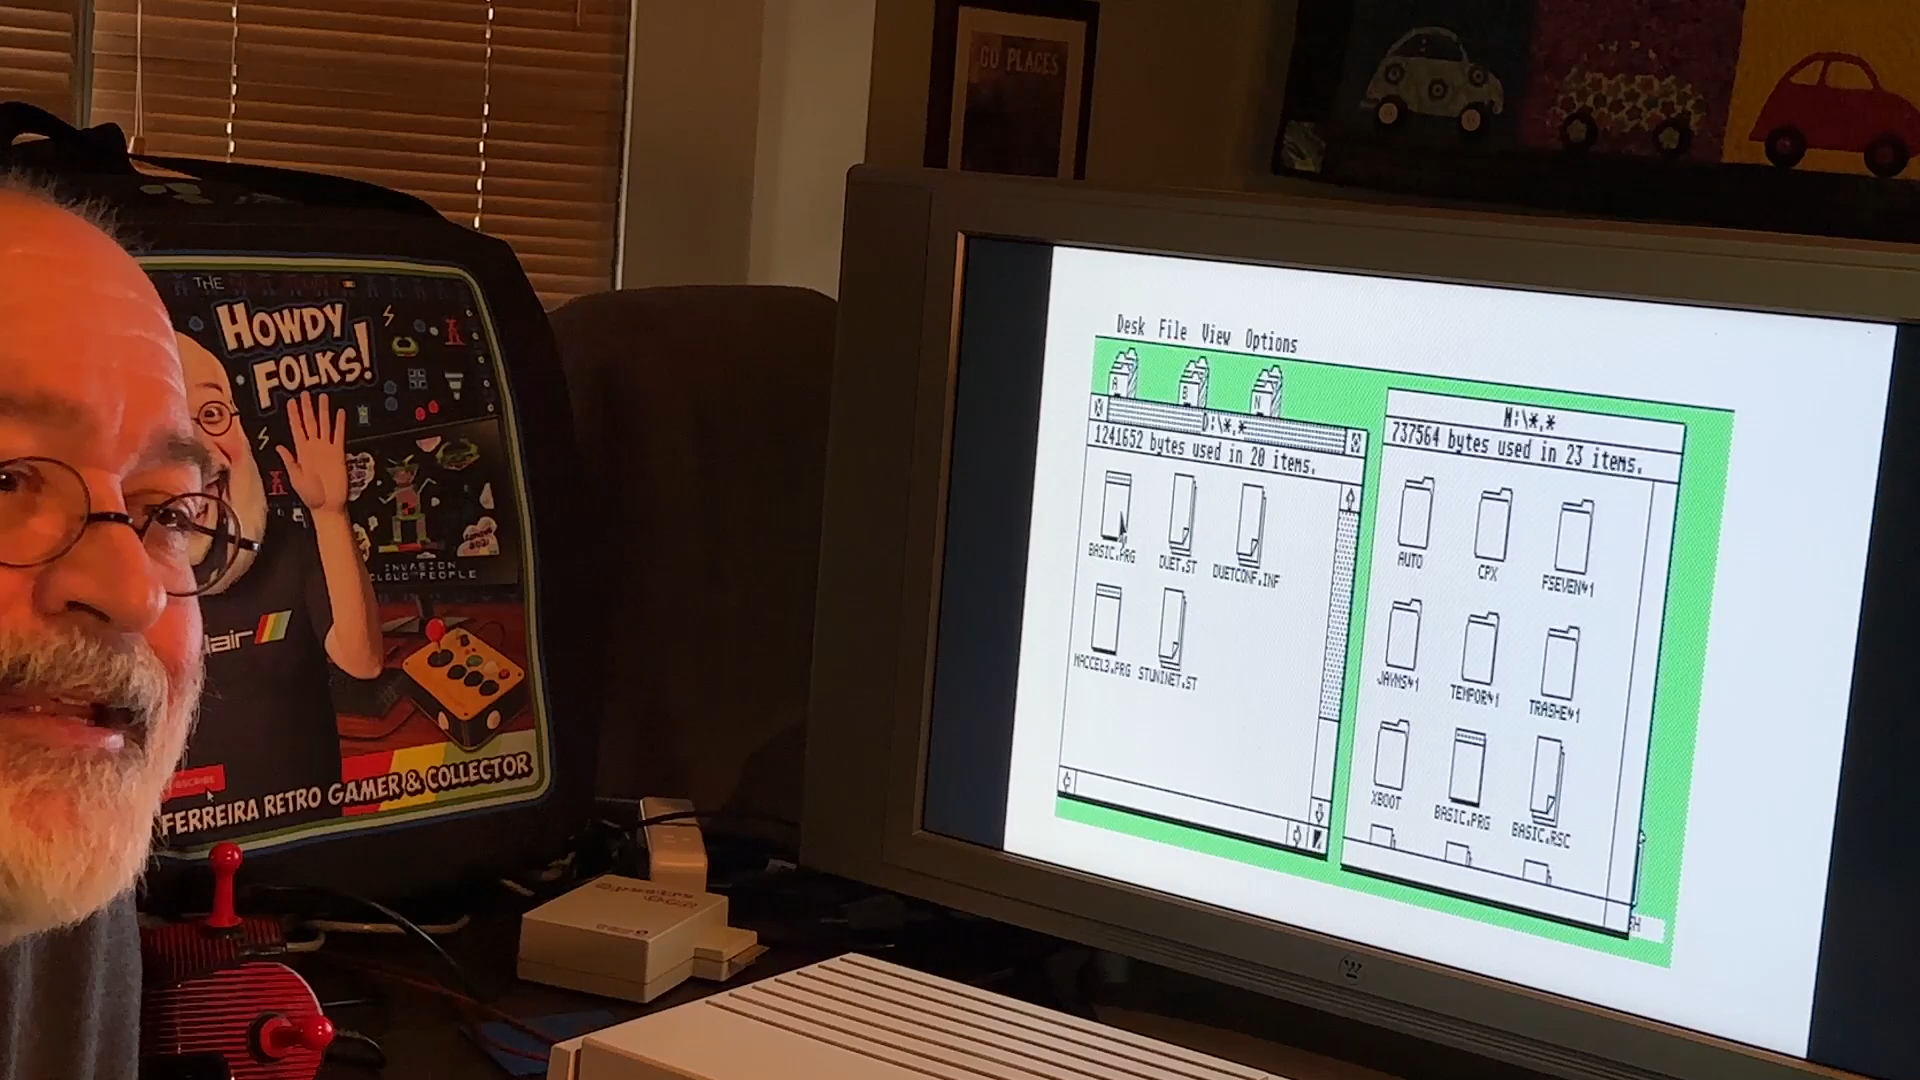 GO PLACES
THE
HOWDY
FOLKS!
INVASION
CLOUD PEOPLE
lair
FERREIRA RETRO GAMER & COLLECTOR
Desk File View Options
A
B
N
D:\*.*
1241652 bytes used in 20 items.
BASIC.PRG
DUET.ST
DUETCONF.INF
MACCEL3.PRG
STUNINET.ST
M:\*.*
737564 bytes used in 23 items.
AUTO
CPX
FSEVEN~1
JAVMS~1
TEMPOR~1
TRASHE~1
XBOOT
BASIC.PRG
BASIC.RSC